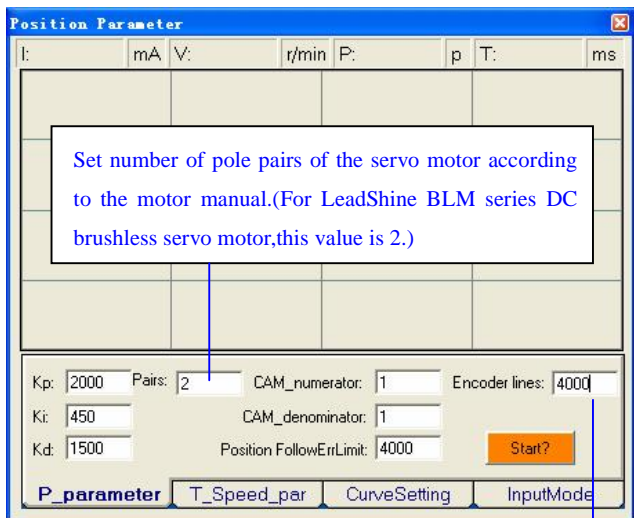 Position Parameter
I: mA V: r/min P: p T: ms
Set number of pole pairs of the servo motor according
to the motor manual.(For LeadShine BLM series DC
brushless servo motor,this value is 2.)
Kp: 2000 Pairs: 2 CAM_numerator: 1 Encoder lines: 4000
Ki: 450 CAM_denominator: 1
Kd: 1500 Position FollowErrLimit: 4000 Start?
P_parameter T_Speed_par CurveSetting InputMode